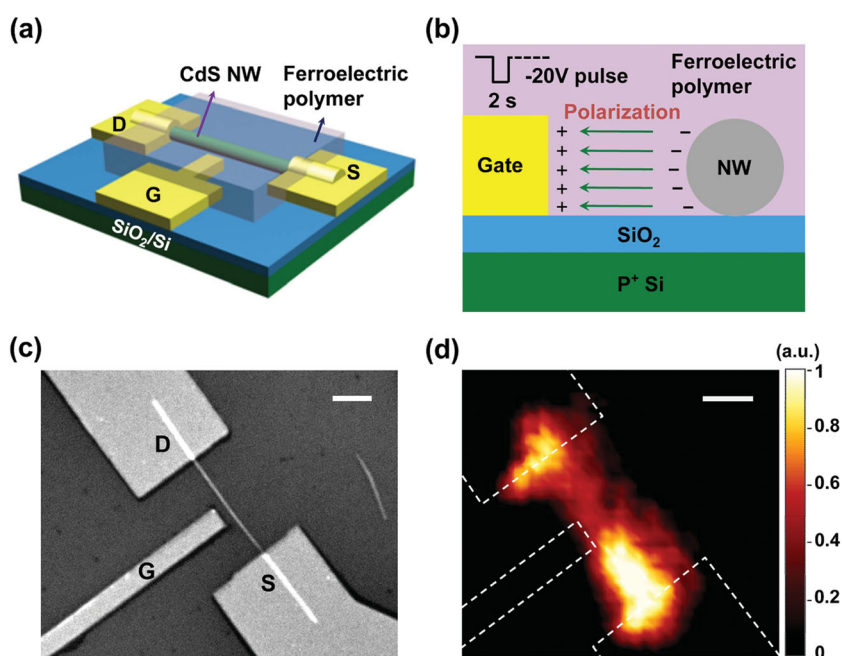 (a)
CdS NW
Ferroelectric
polymer
D
S
G
SiO₂/Si
(b)
-20V pulse
2 s
Ferroelectric
polymer
Polarization
+ −
+ −
+ −
+ −
+ −
Gate
NW
SiO₂
P⁺ Si
(c)
D
G
S
(d)
(a.u.)
1
0.8
0.6
0.4
0.2
0